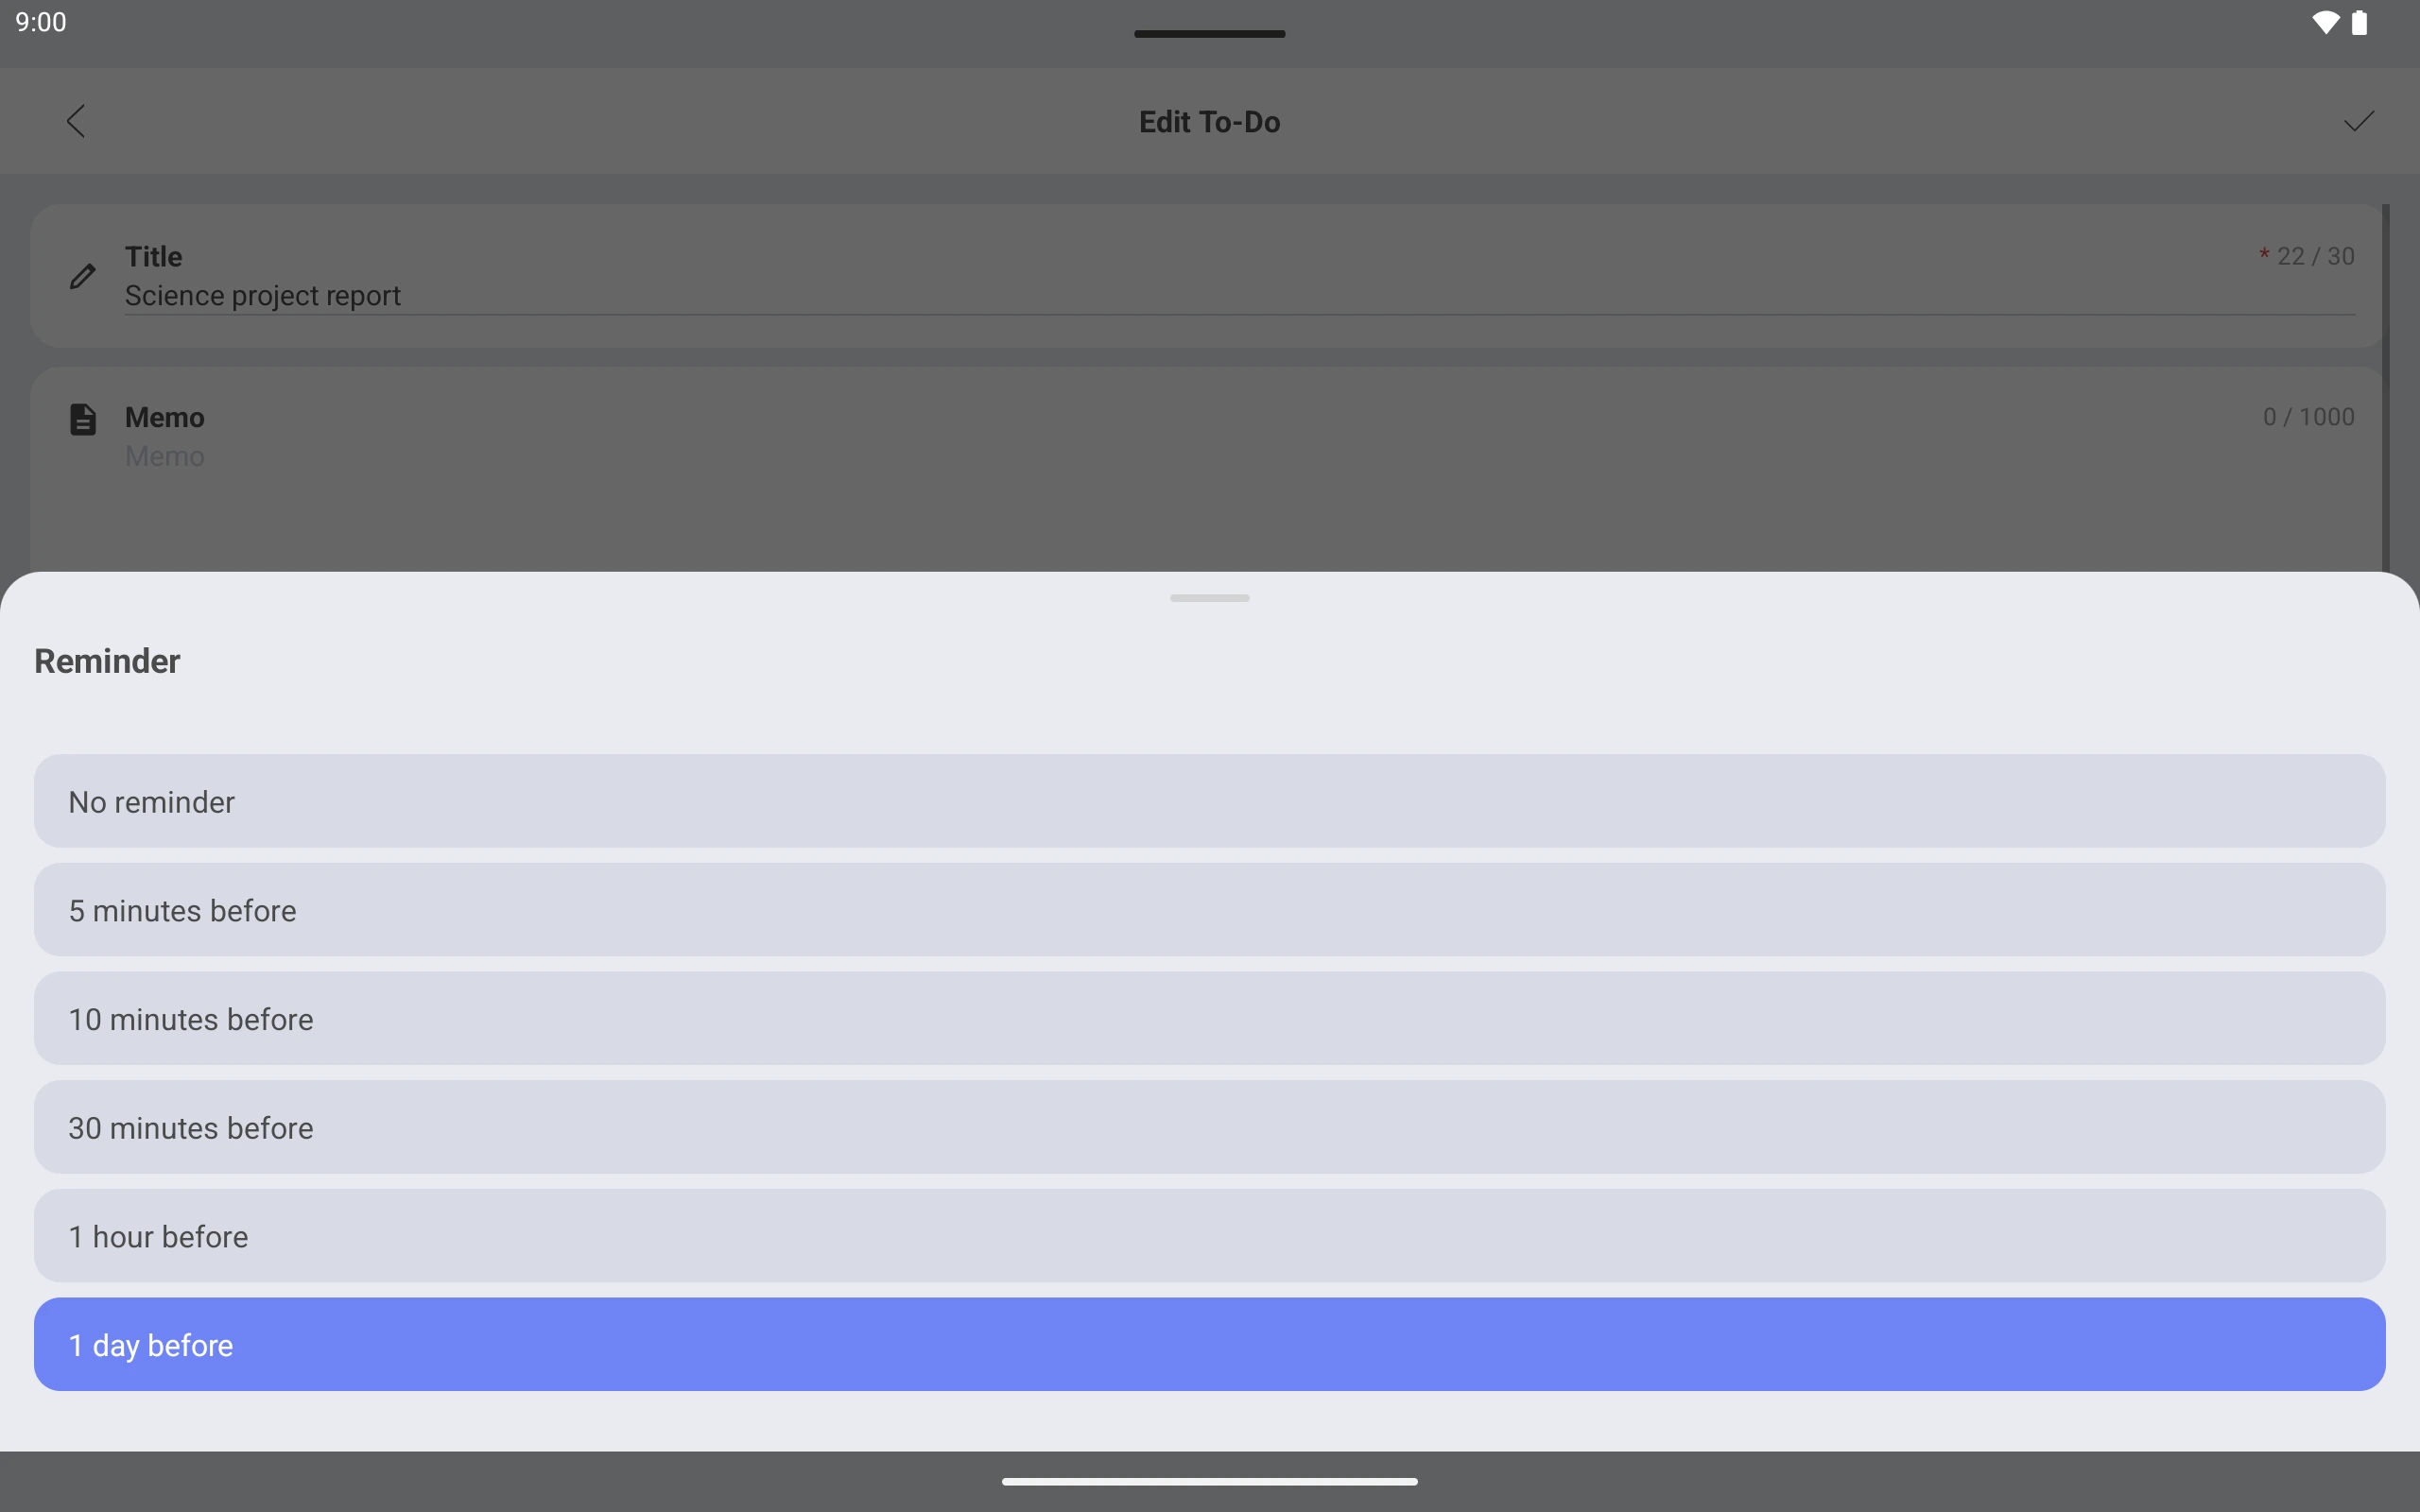 9:00
Edit To-Do
Title
* 22 / 30
Science project report
Memo
0 / 1000
Memo
Reminder
No reminder
5 minutes before
10 minutes before
30 minutes before
1 hour before
1 day before